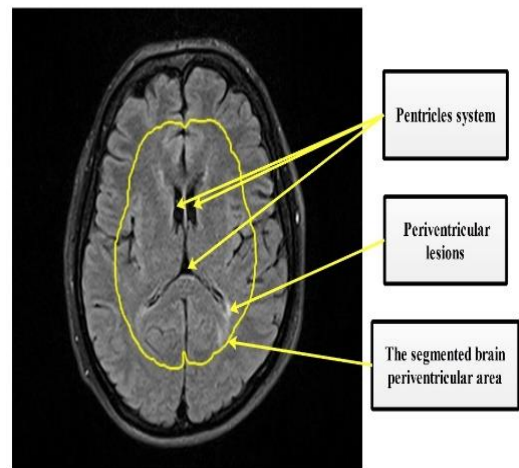 Pentricles system
Periventricular
lesions
The segmented brain
periventricular area